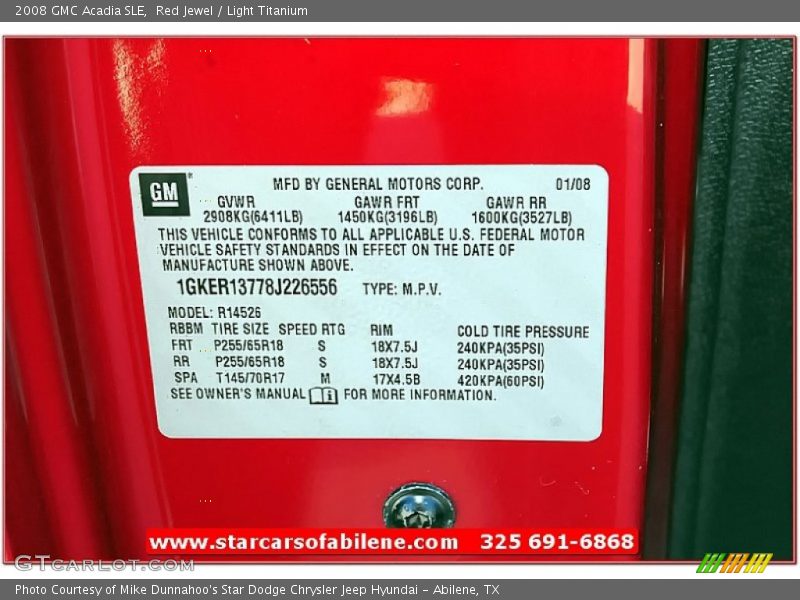 2008 GMC Acadia SLE,  Red Jewel / Light Titanium
GM
MFD BY GENERAL MOTORS CORP. 01/08
GVWR GAWR FRT GAWR RR
2908KG(6411LB) 1450KG(3196LB) 1600KG(3527LB)
THIS VEHICLE CONFORMS TO ALL APPLICABLE U.S. FEDERAL MOTOR
VEHICLE SAFETY STANDARDS IN EFFECT ON THE DATE OF
MANUFACTURE SHOWN ABOVE.
1GKER13778J226556 TYPE: M.P.V.
MODEL: R14526
RBBM TIRE SIZE SPEED RTG RIM COLD TIRE PRESSURE
FRT P255/65R18 S 18X7.5J 240KPA(35PSI)
RR P255/65R18 S 18X7.5J 240KPA(35PSI)
SPA T145/70R17 M 17X4.5B 420KPA(60PSI)
SEE OWNER'S MANUAL i FOR MORE INFORMATION.
www.starcarsofabilene.com 325 691-6868
GTCARLOT.COM
Photo Courtesy of Mike Dunnahoo's Star Dodge Chrysler Jeep Hyundai – Abilene, TX